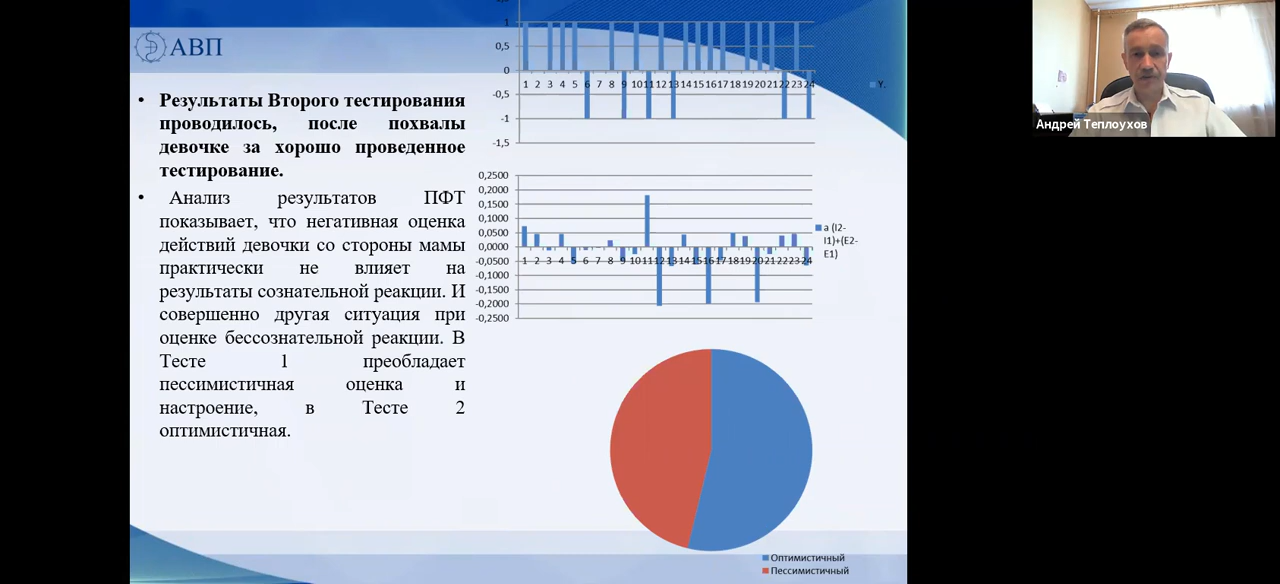 АВП
Результаты Второго тестирования
проводилось, после похвалы
девочке за хорошо проведенное
тестирование.
Анализ результатов ПФТ
показывает, что негативная оценка
действий девочки со стороны мамы
практически не влияет на
результаты сознательной реакции. И
совершенно другая ситуация при
оценке бессознательной реакции. В
Тесте 1 преобладает
пессимистичная оценка и
настроение, в Тесте 2
оптимистичная.
1
0,5
0
1 2 3 4 5 6 7 8 9 10 11 12 13 14 15 16 17 18 19 20 21 22 23 24
-0,5
-1
-1,5
Y.
0,2500
0,2000
0,1500
0,1000
0,0500
0,0000
1 2 3 4 5 6 7 8 9 10 11 12 13 14 15 16 17 18 19 20 21 22 23 24
-0,0500
-0,1000
-0,1500
-0,2000
-0,2500
a (I2-
I1)+(E2-
E1)
Оптимистичный
Пессимистичный
Андрей Теплоухов